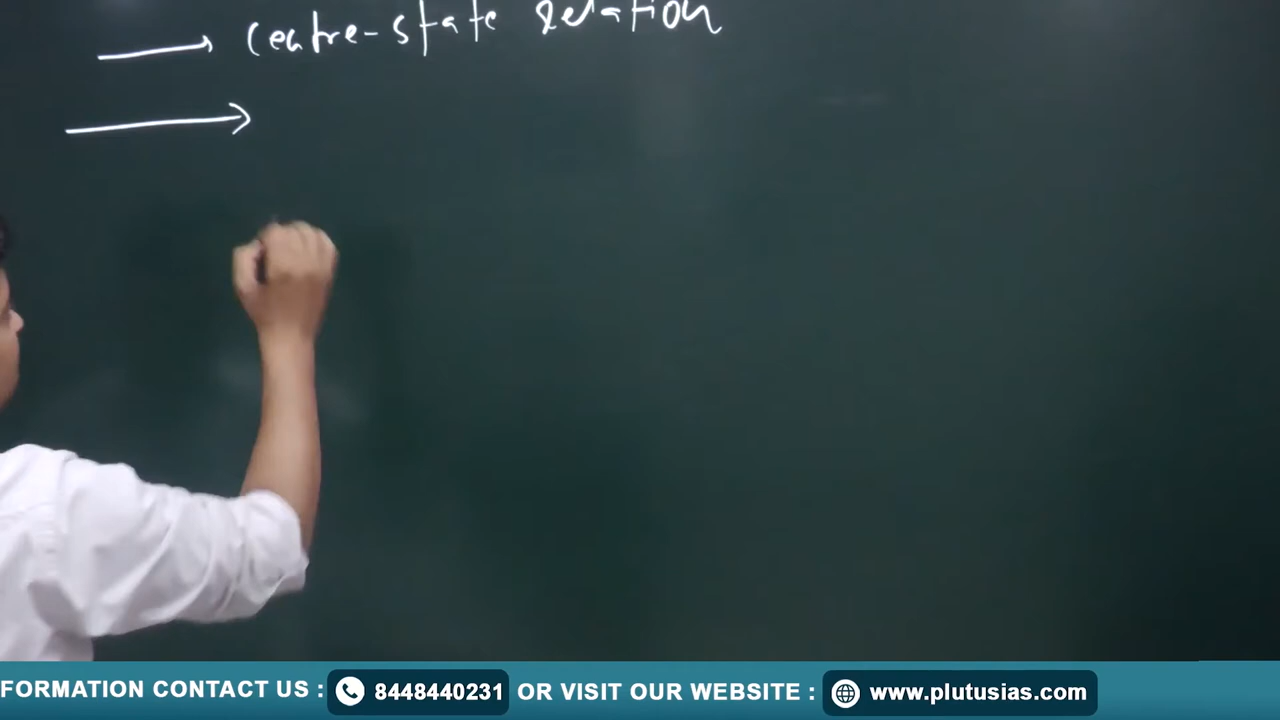 → Centre-state relation
→
FORMATION CONTACT US : 8448440231 OR VISIT OUR WEBSITE : www.plutusias.com